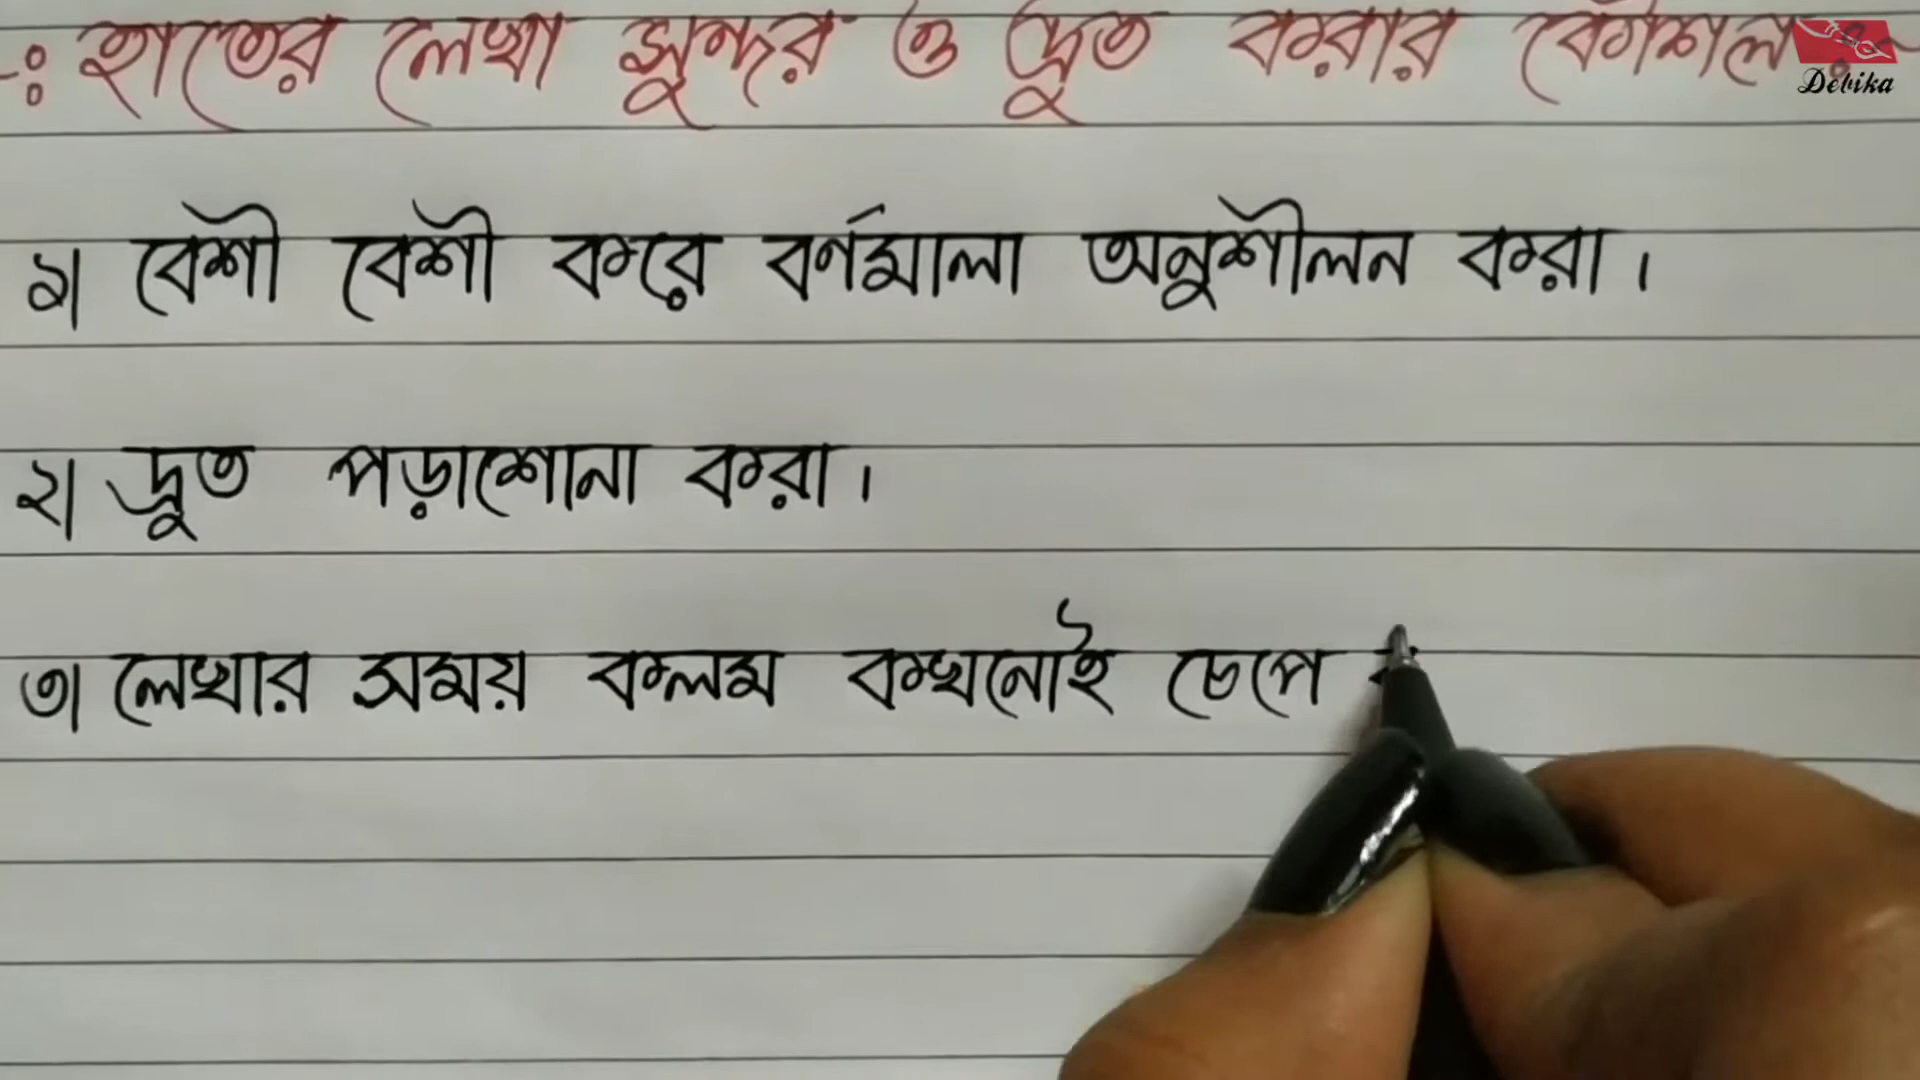 -ঃ হাতের লেখা সুন্দর ও দ্রুত করার কৌশল
Debika
১। বেশী বেশী করে বর্ণমালা অনুশীলন করা।
২। দ্রুত পড়াশোনা করা।
৩। লেখার সময় কলম কখনোই চেপে